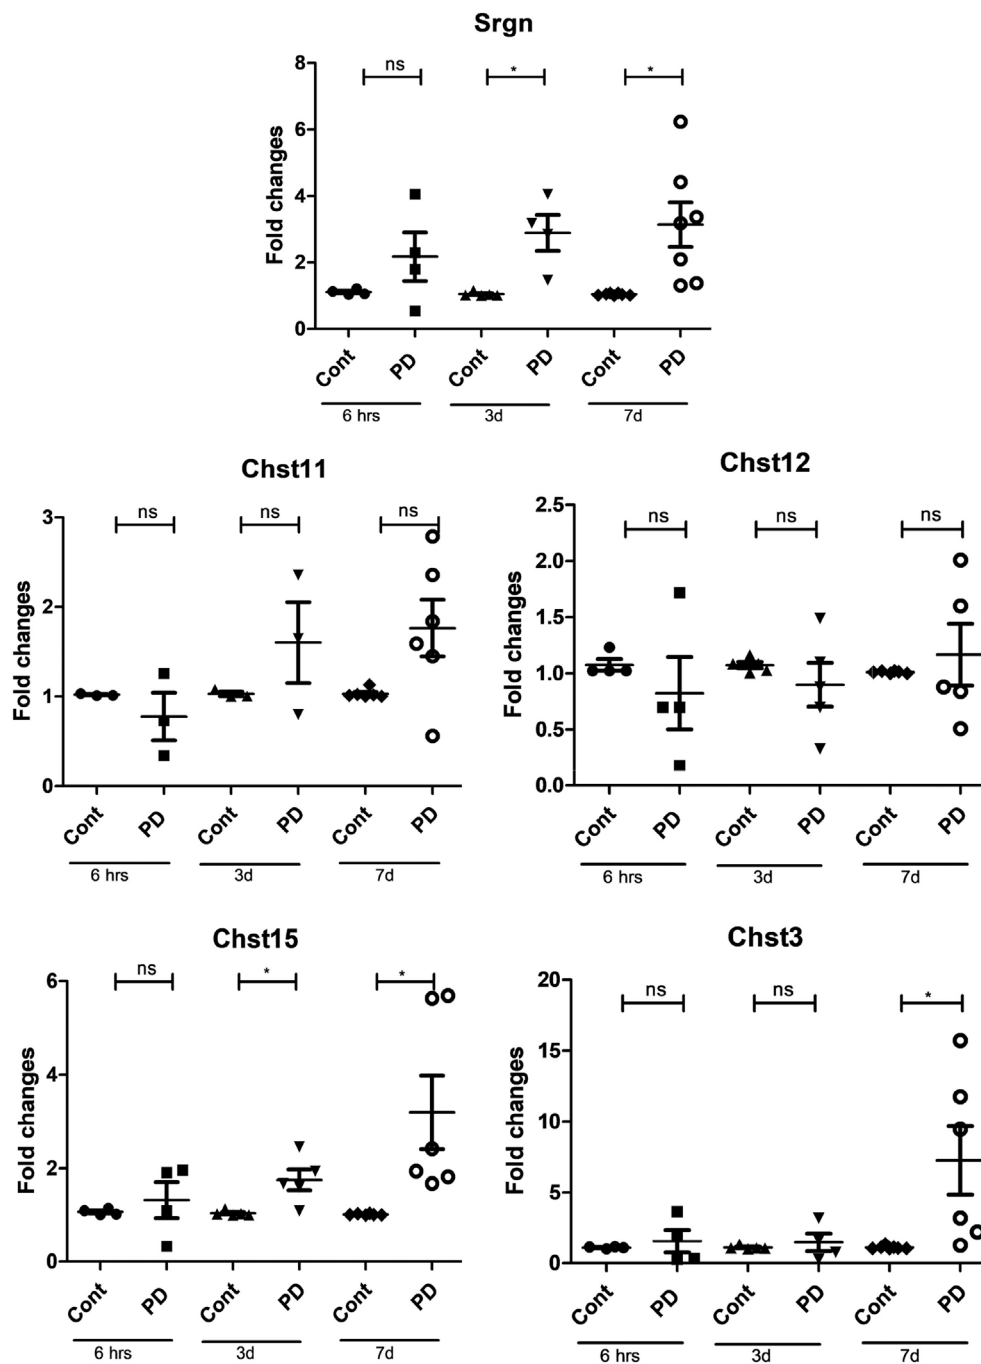 Srgn
8
6
4
2
0
Fold changes
ns
*
*
Cont
PD
Cont
PD
Cont
PD
6 hrs
3d
7d
Chst11
3
2
1
0
Fold changes
ns
ns
ns
Cont
PD
Cont
PD
Cont
PD
6 hrs
3d
7d
Chst12
2.5
2.0
1.5
1.0
0.5
0.0
Fold changes
ns
ns
ns
Cont
PD
Cont
PD
Cont
PD
6 hrs
3d
7d
Chst15
6
4
2
0
Fold changes
ns
*
*
Cont
PD
Cont
PD
Cont
PD
6 hrs
3d
7d
Chst3
20
15
10
5
0
Fold changes
ns
ns
*
Cont
PD
Cont
PD
Cont
PD
6 hrs
3d
7d